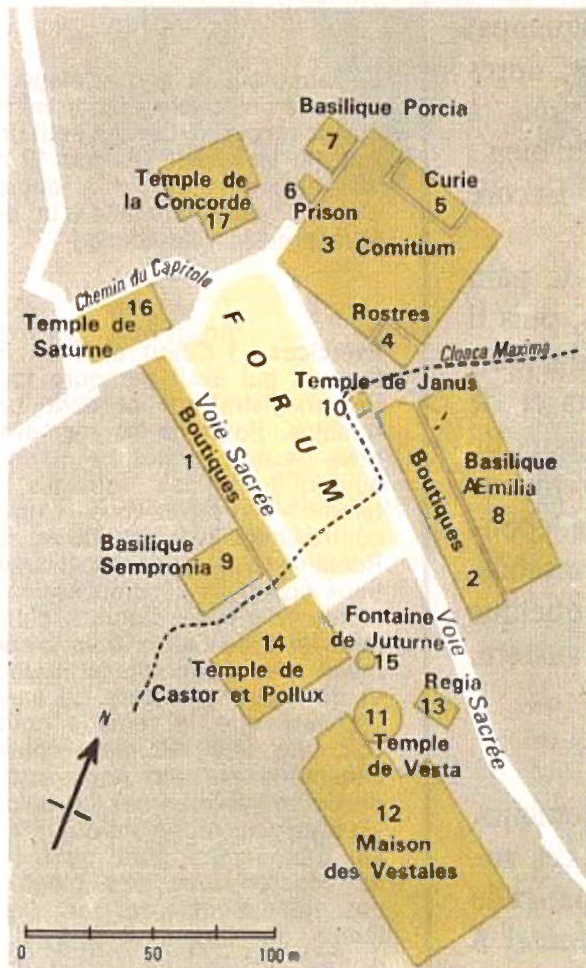 Basilique Porcia
7
Temple de
la Concorde
17
6
Prison
Curie
5
3 Comitium
Chemin du Capitole
16
Temple de
Saturne
Rostres
4
Cloaca Maxima
FORUM
Temple de Janus
10
Voie Sacrée
Boutiques
1
Boutiques
2
Basilique
Æmilia
8
Basilique
Sempronia
9
Fontaine
de Juturne
15
14
Temple de
Castor et Pollux
Voie Sacrée
Regia
13
11
Temple
de Vesta
12
Maison
des Vestales
N
0 50 100 m